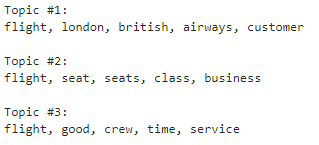 Topic #1:
flight, london, british, airways, customer
Topic #2:
flight, seat, seats, class, business
Topic #3:
flight, good, crew, time, service